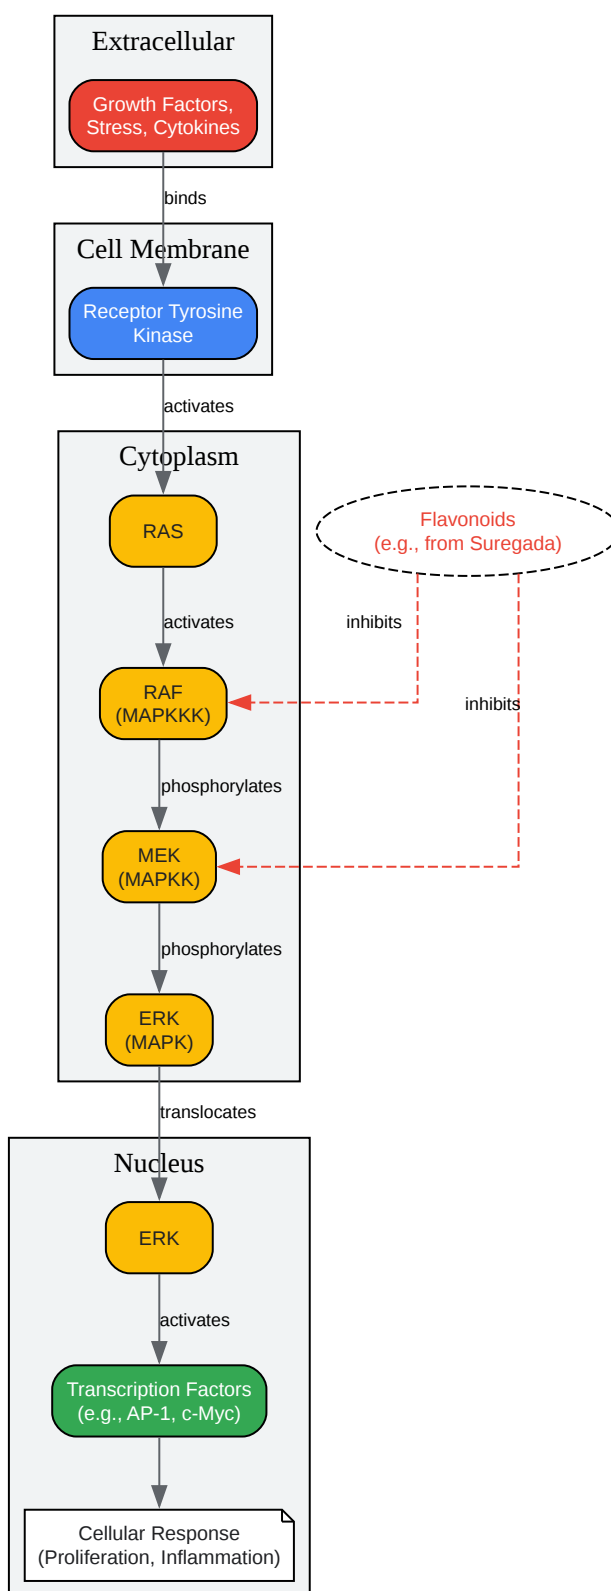 Extracellular
Growth Factors,
Stress, Cytokines
binds
Cell Membrane
Receptor Tyrosine
Kinase
activates
Cytoplasm
RAS
Flavonoids
(e.g., from Suregada)
activates
inhibits
RAF
(MAPKKK)
inhibits
phosphorylates
MEK
(MAPKK)
phosphorylates
ERK
(MAPK)
translocates
Nucleus
ERK
activates
Transcription Factors
(e.g., AP-1, c-Myc)
Cellular Response
(Proliferation, Inflammation)